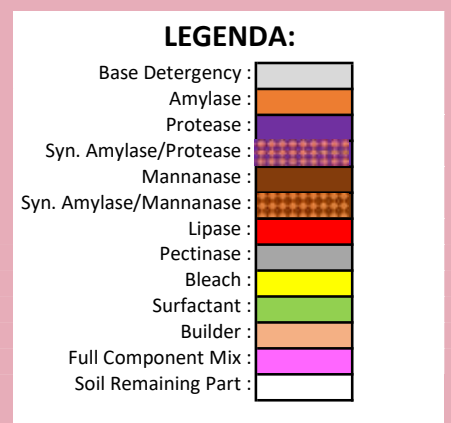 LEGENDA:
Base Detergency :
Amylase :
Protease :
Syn. Amylase/Protease :
Mannanase :
Syn. Amylase/Mannanase :
Lipase :
Pectinase :
Bleach :
Surfactant :
Builder :
Full Component Mix :
Soil Remaining Part :